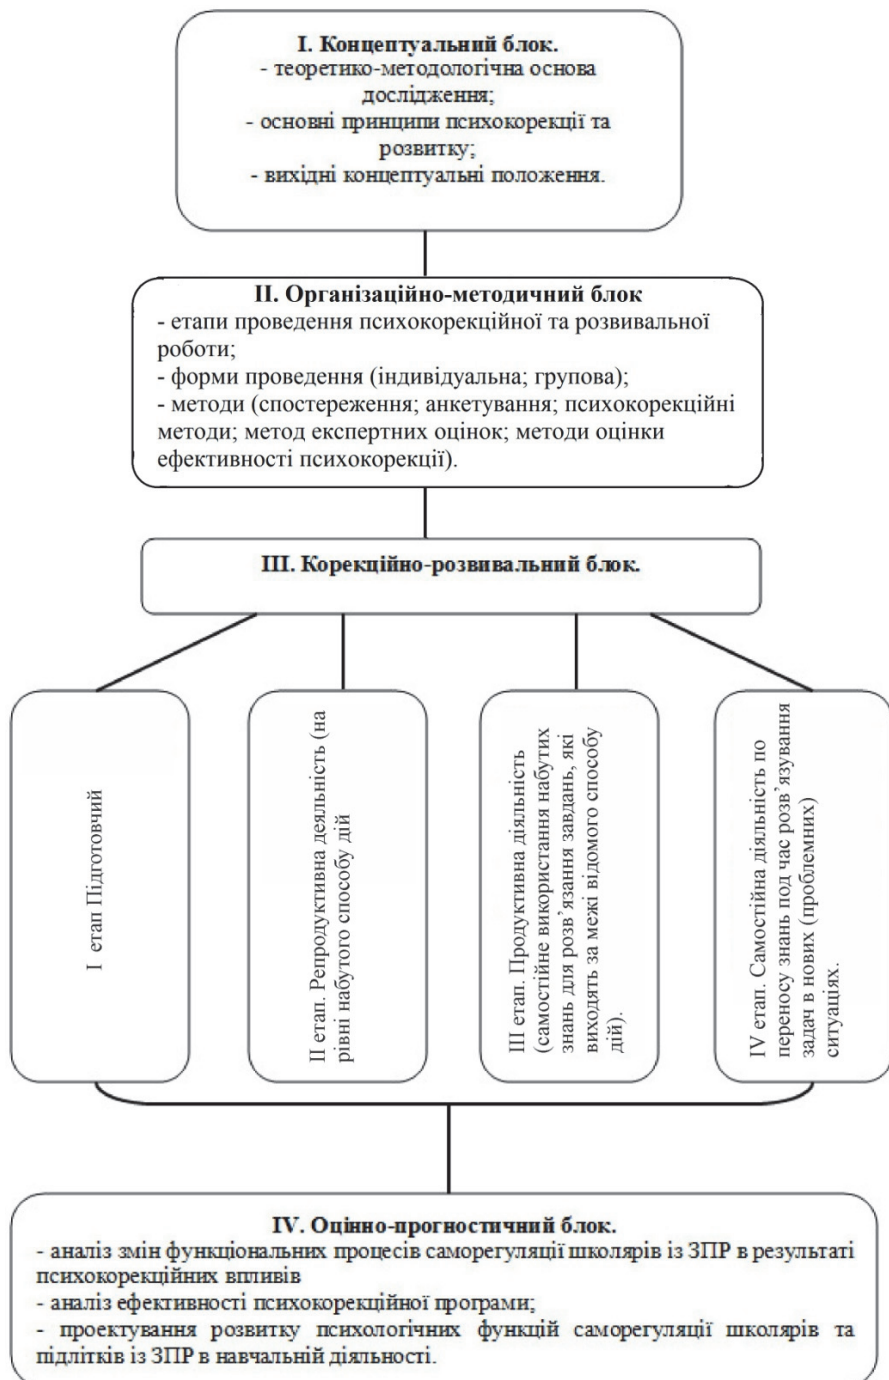 І. Концептуальний блок.
- теоретико-методологічна основа
дослідження;
- основні принципи психокорекції та
розвитку;
- вихідні концептуальні положення.
ІІ. Організаційно-методичний блок
- етапи проведення психокорекційної та розвивальної
роботи;
- форми проведення (індивідуальна; групова);
- методи (спостереження; анкетування; психокорекційні
методи; метод експертних оцінок; методи оцінки
ефективності психокорекції).
ІІІ. Корекційно-розвивальний блок.
І етап Підготовчий
ІІ етап. Репродуктивна деяльність (на
рівні набутого способу дій
ІІІ етап. Продуктивна діяльність
(самостійне використання набутих
знань для розв’язання завдань, які
виходять за межі відомого способу
дій).
IV етап. Самостійна діяльність по
переносу знань под час розв’язування
задач в нових (проблемних)
ситуаціях.
IV. Оцінно-прогностичний блок.
- аналіз змін функціональних процесів саморегуляції школярів із ЗПР в результаті
психокорекційних впливів
- аналіз ефективності психокорекційної програми;
- проектування розвитку психологічних функцій саморегуляції школярів та
підлітків із ЗПР в навчальній діяльності.